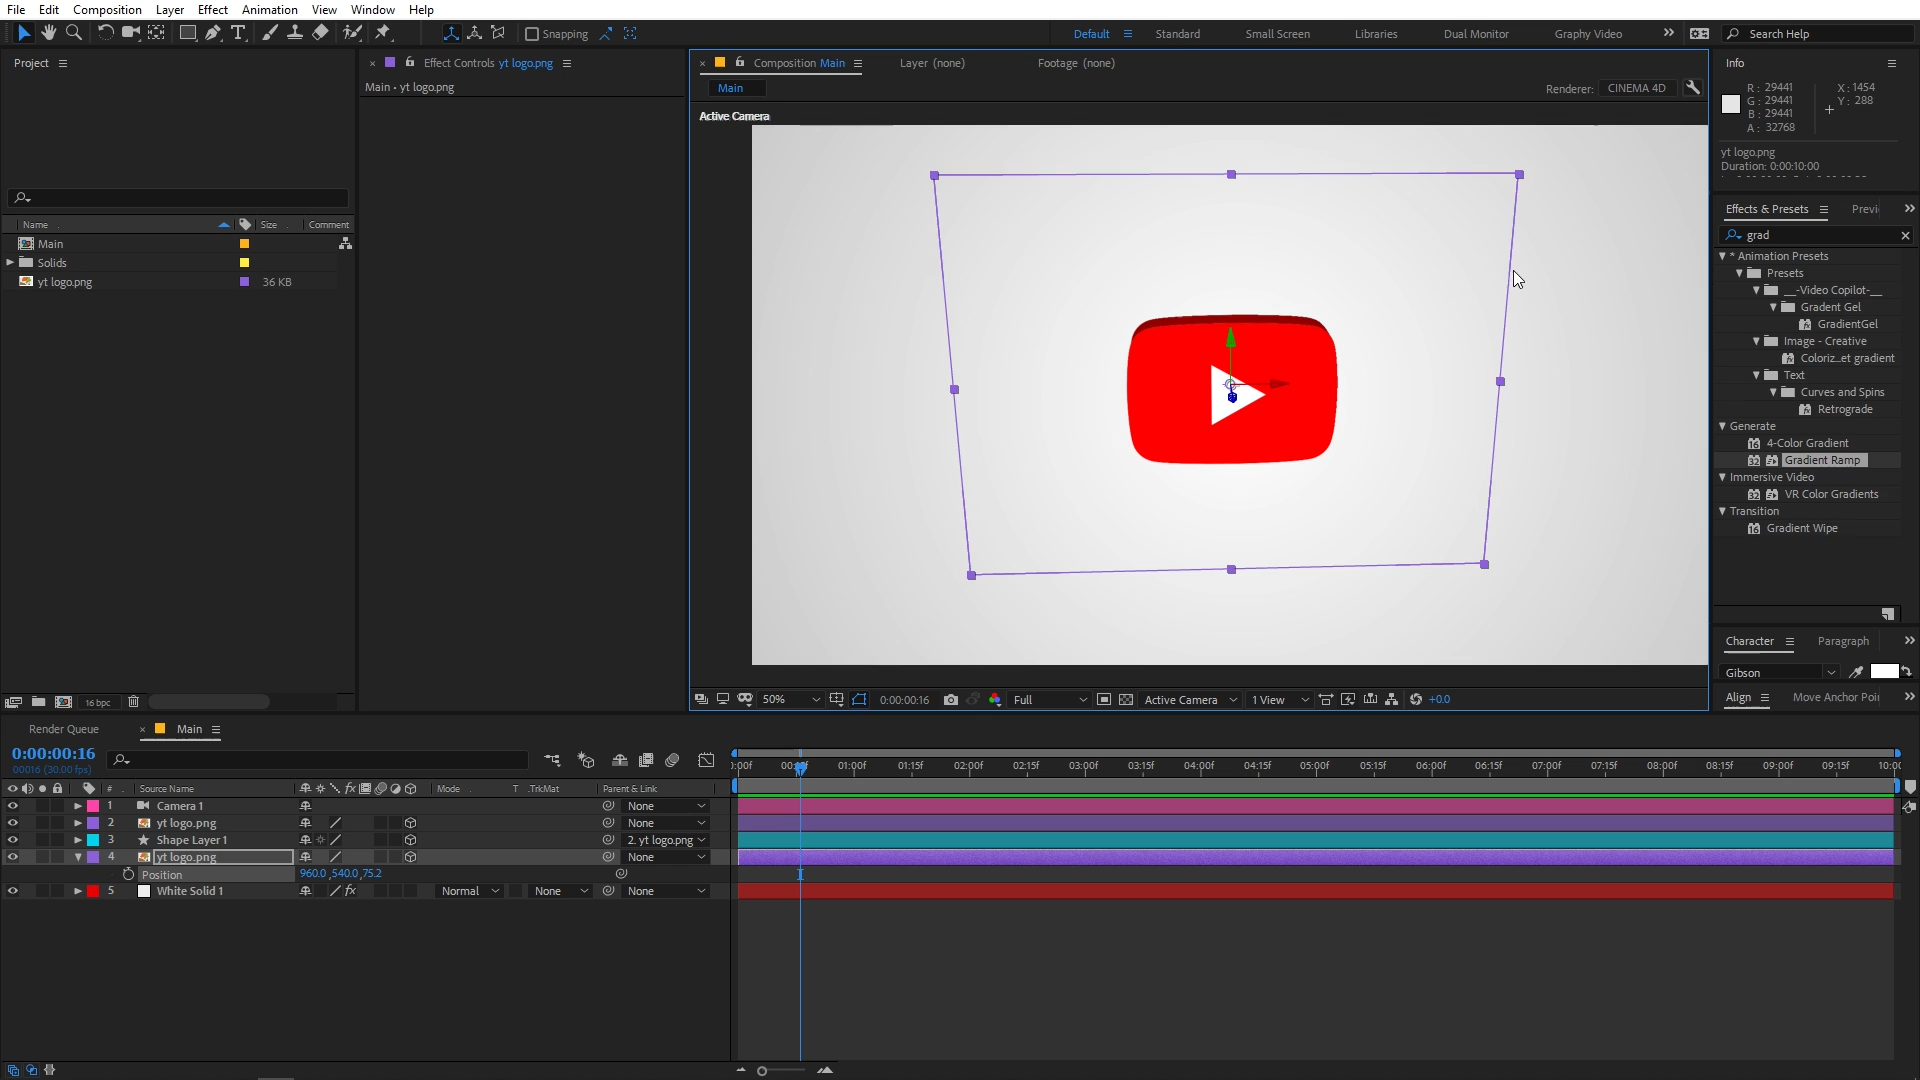 File Edit Composition Layer Effect Animation View Window Help
Snapping Default Standard Small Screen Libraries Dual Monitor Graphy Video Search Help
Project
Effect Controls yt logo.png
Composition Main
Layer (none)
Footage (none)
Info
Main • yt logo.png
Main
Renderer: CINEMA 4D
R: 29441
G: 29441
B: 29441
A: 32768
X: 1454
Y: 288
Active Camera
yt logo.png
Duration: 0:00:10:00
Effects & Presets
grad
* Animation Presets
Presets
__-Video Copilot-__
Gradent Gel
GradientGel
Image - Creative
Coloriz_et gradient
Text
Curves and Spins
Retrograde
Generate
16 4-Color Gradient
32 Gradient Ramp
Immersive Video
32 VR Color Gradients
Transition
16 Gradient Wipe
Name Size Comment
Main
Solids
yt logo.png 36 KB
16 bpc
50% 0:00:00:16 Full Active Camera 1 View +0.0
Character Paragraph
Gibson
Align Move Anchor Poi
Render Queue
Main
0:00:00:16
00016 (30.00 fps)
00:15f 01:00f 01:15f 02:00f 02:15f 03:00f 03:15f 04:00f 04:15f 05:00f 05:15f 06:00f 06:15f 07:00f 07:15f 08:00f 08:15f 09:00f 09:15f
# Source Name fx Mode T .TrkMat Parent & Link
1 Camera 1 None
2 yt logo.png None
3 Shape Layer 1 2. yt logo.png
4 yt logo.png None
Position 960.0 ,540.0 ,75.2
5 White Solid 1 fx Normal None None